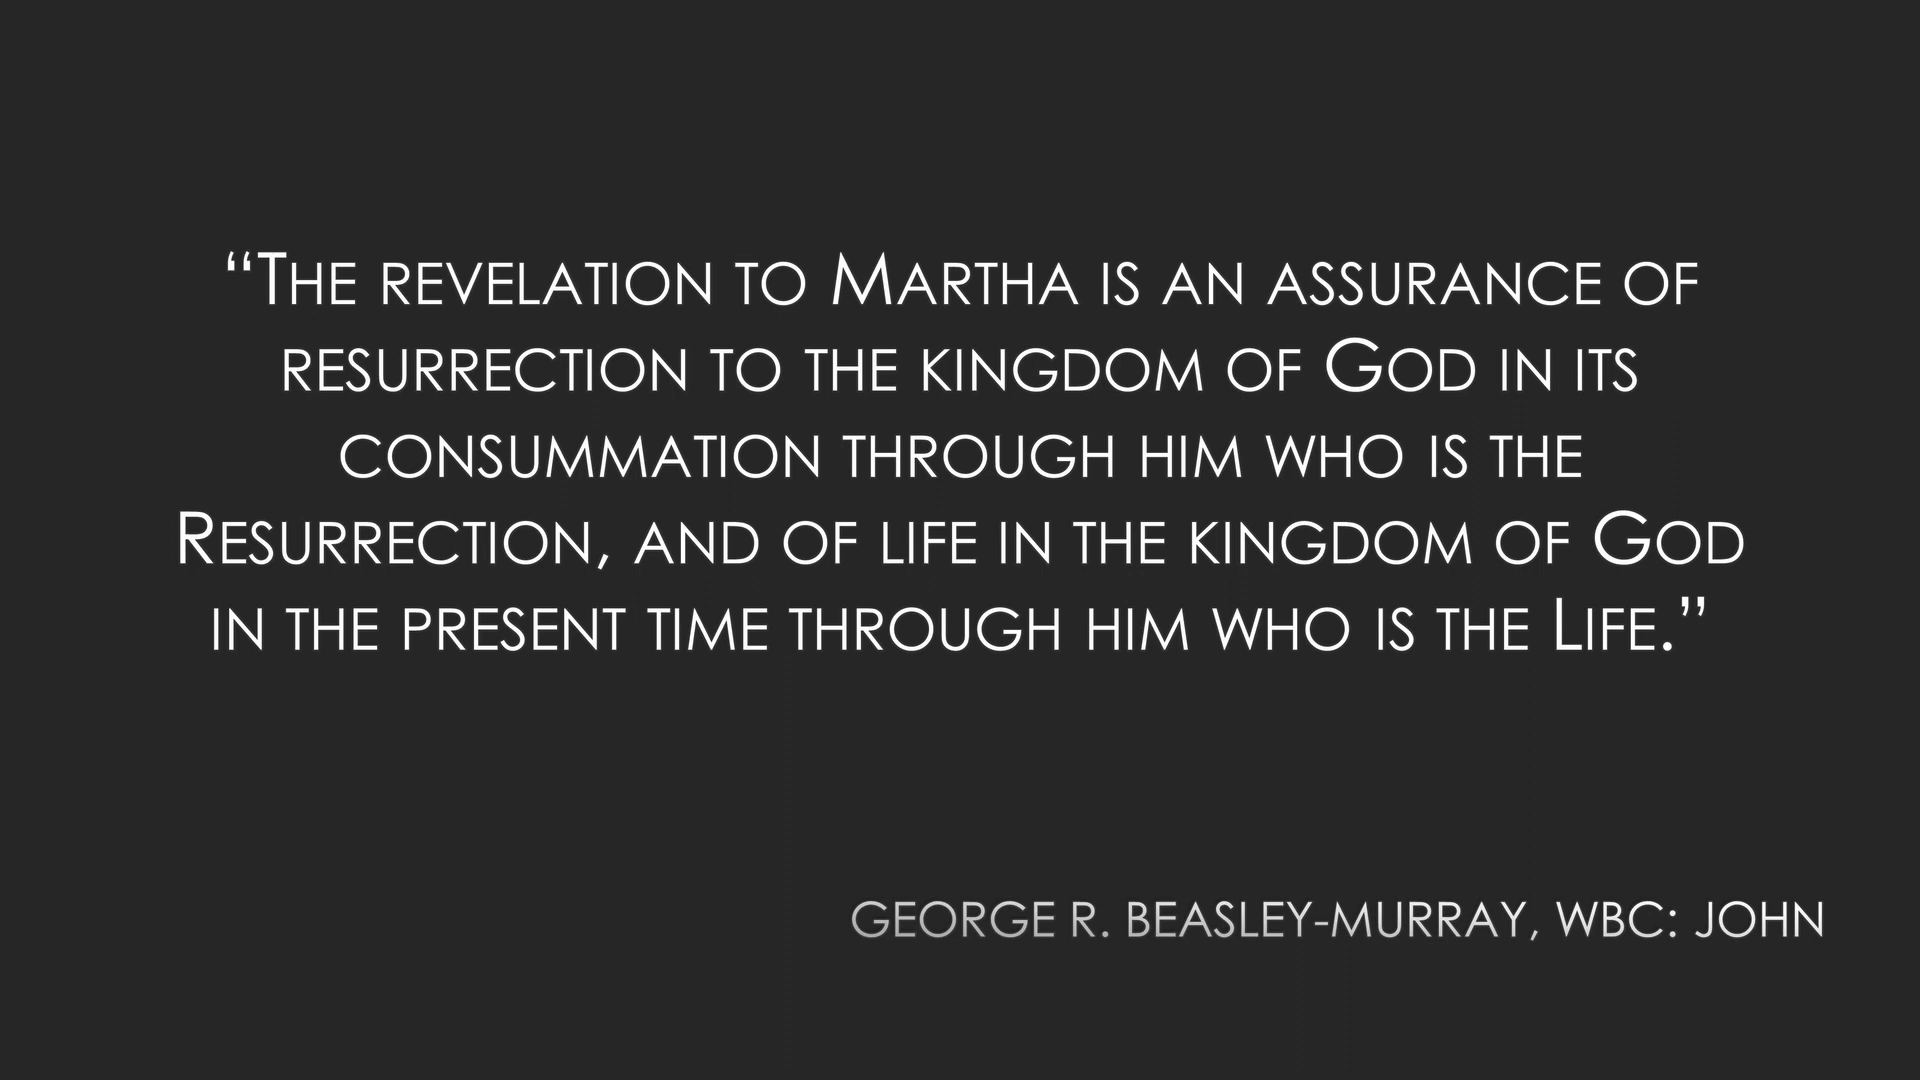 “The revelation to Martha is an assurance of
resurrection to the kingdom of God in its
consummation through him who is the
Resurrection, and of life in the kingdom of God
in the present time through him who is the Life.”
GEORGE R. BEASLEY-MURRAY, WBC: JOHN